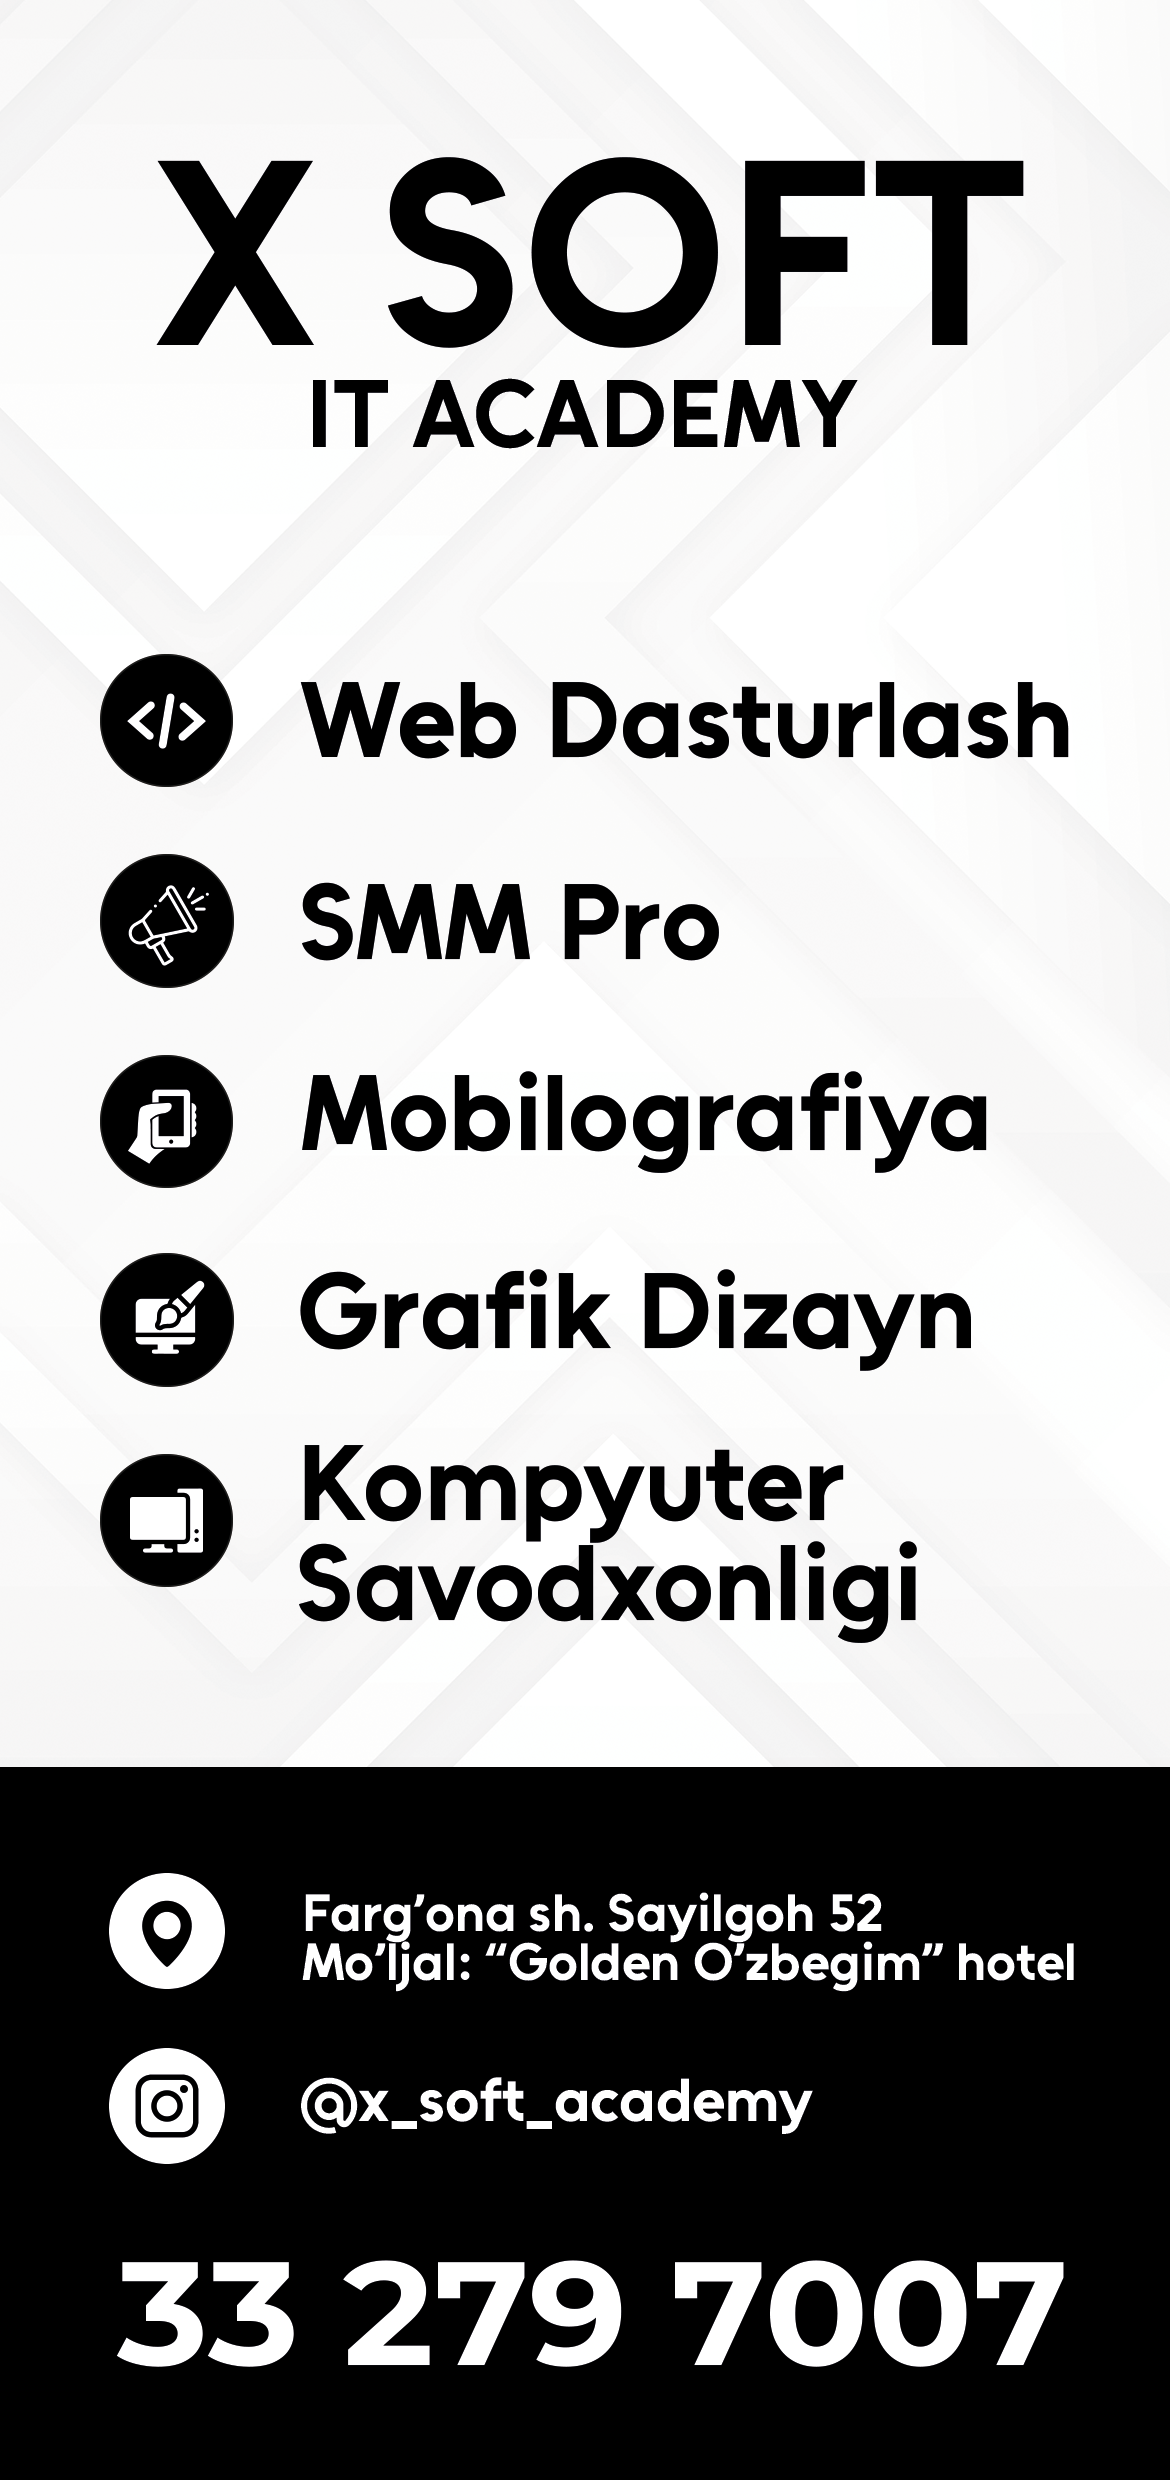 X SOFT
IT ACADEMY
Web Dasturlash
SMM Pro
Mobilografiya
Grafik Dizayn
Kompyuter
Savodxonligi
Farg’ona sh. Sayilgoh 52
Mo’ljal: “Golden O’zbegim” hotel
@x_soft_academy
33 279 7007